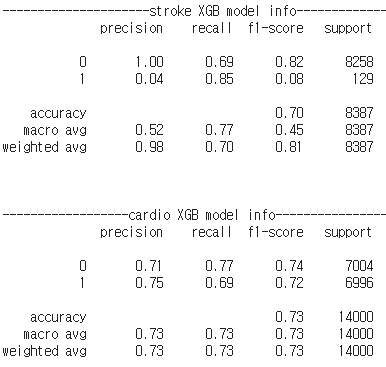 ---------------------stroke XGB model info---------------------
precision recall f1-score support
0 1.00 0.69 0.82 8258
1 0.04 0.85 0.08 129
accuracy 0.70 8387
macro avg 0.52 0.77 0.45 8387
weighted avg 0.98 0.70 0.81 8387
------------------cardio XGB model info----------------
precision recall f1-score support
0 0.71 0.77 0.74 7004
1 0.75 0.69 0.72 6996
accuracy 0.73 14000
macro avg 0.73 0.73 0.73 14000
weighted avg 0.73 0.73 0.73 14000